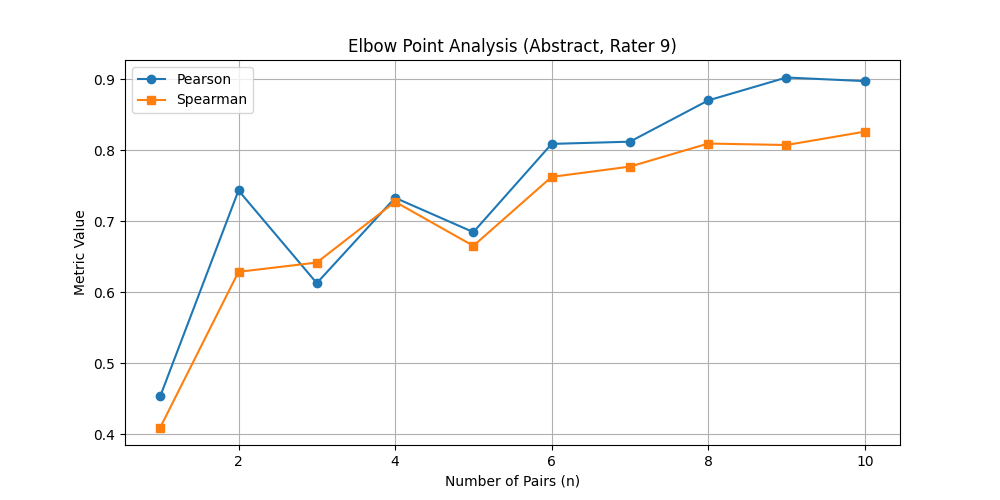 Elbow Point Analysis (Abstract, Rater 9)
Pearson
Spearman
0.9
0.8
0.7
0.6
0.5
0.4
Metric Value
2 4 6 8 10
Number of Pairs (n)